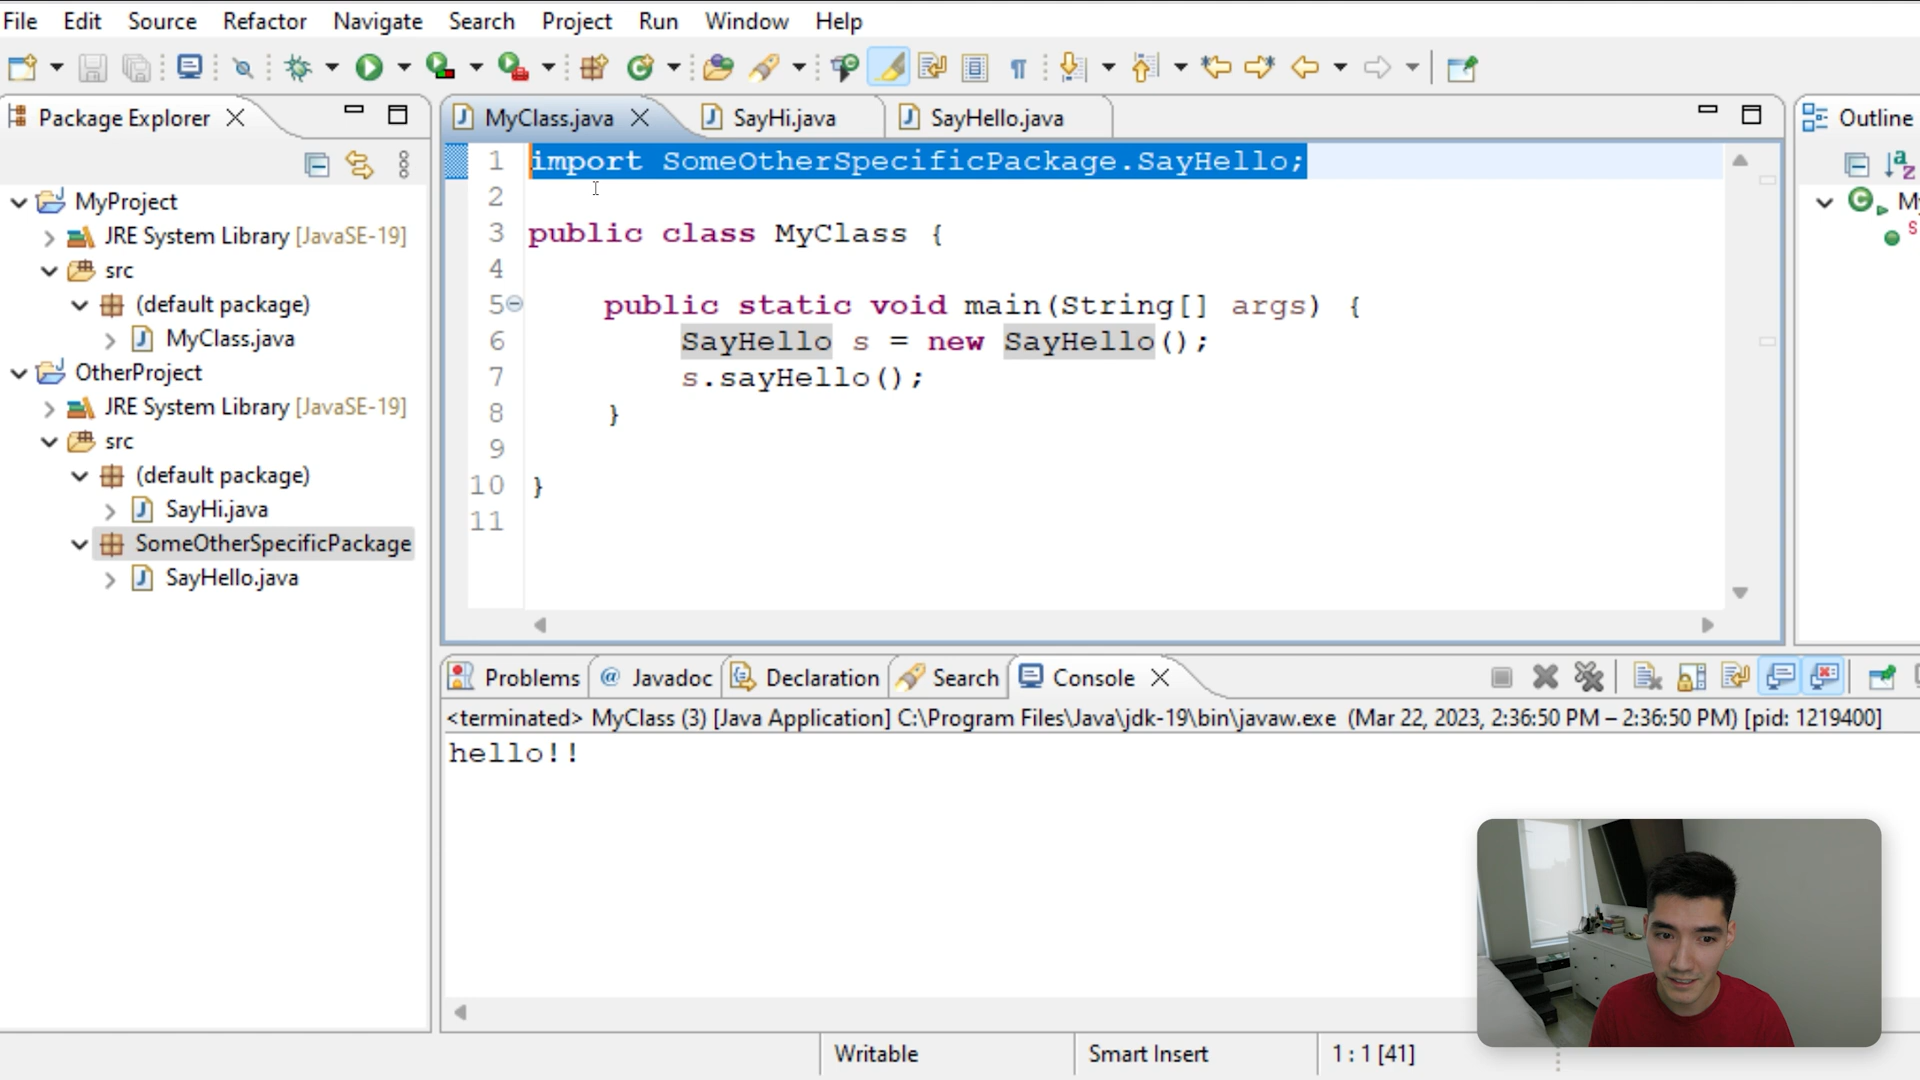 File Edit Source Refactor Navigate Search Project Run Window Help
Package Explorer
MyProject
JRE System Library [JavaSE-19]
src
(default package)
MyClass.java
OtherProject
JRE System Library [JavaSE-19]
src
(default package)
SayHi.java
SomeOtherSpecificPackage
SayHello.java
MyClass.java SayHi.java SayHello.java
1 import SomeOtherSpecificPackage.SayHello;
2
3 public class MyClass {
4
5 public static void main(String[] args) {
6 SayHello s = new SayHello();
7 s.sayHello();
8 }
9
10 }
11
Outline
My
s
Problems @ Javadoc Declaration Search Console
<terminated> MyClass (3) [Java Application] C:\Program Files\Java\jdk-19\bin\javaw.exe (Mar 22, 2023, 2:36:50 PM – 2:36:50 PM) [pid: 1219400]
hello!!
Writable Smart Insert 1 : 1 [41]